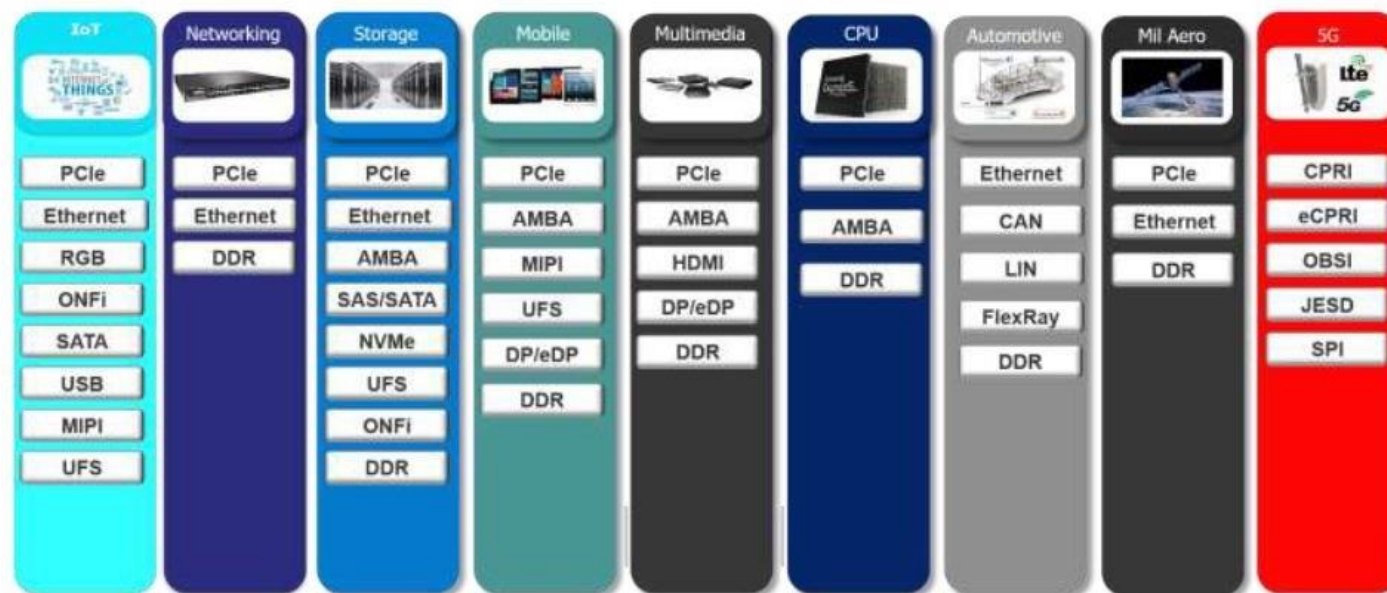 IoT
INTERNET
THINGS
PCIe
Ethernet
RGB
ONFi
SATA
USB
MIPI
UFS
Networking
PCIe
Ethernet
DDR
Storage
PCIe
Ethernet
AMBA
SAS/SATA
NVMe
UFS
ONFi
DDR
Mobile
PCIe
AMBA
MIPI
UFS
DP/eDP
DDR
Multimedia
PCIe
AMBA
HDMI
DP/eDP
DDR
CPU
PCIe
AMBA
DDR
Automotive
Ethernet
CAN
LIN
FlexRay
DDR
Mil Aero
PCIe
Ethernet
DDR
5G
Lte
5G
CPRI
eCPRI
OBSI
JESD
SPI